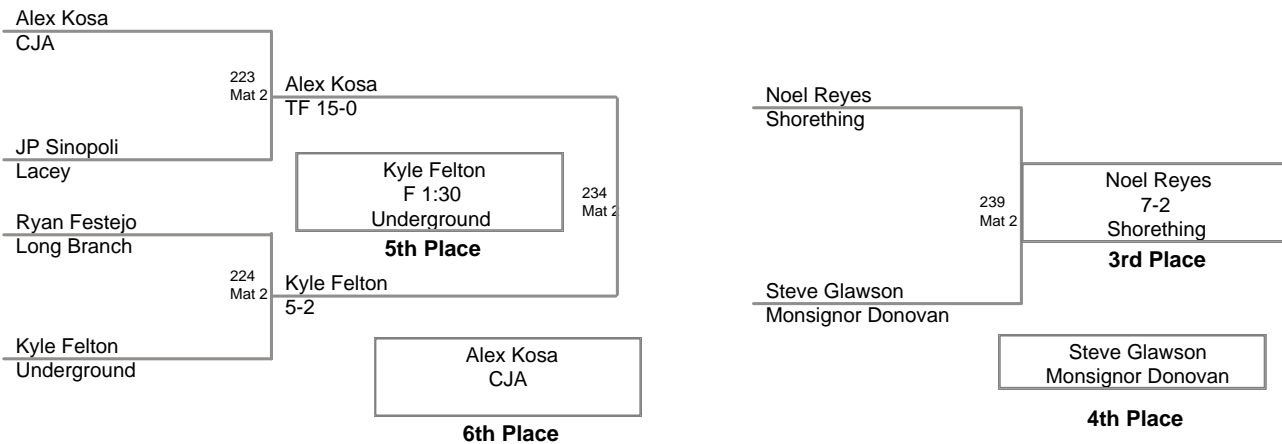 Alex Kosa
CJA
223
Mat 2
Alex Kosa
TF 15-0
JP Sinopoli
Lacey
Kyle Felton
F 1:30
Underground
5th Place
234
Mat 2
Ryan Festejo
Long Branch
224
Mat 2
Kyle Felton
5-2
Kyle Felton
Underground
Alex Kosa
CJA
6th Place
Noel Reyes
Shorething
239
Mat 2
Noel Reyes
7-2
Shorething
3rd Place
Steve Glawson
Monsignor Donovan
Steve Glawson
Monsignor Donovan
4th Place